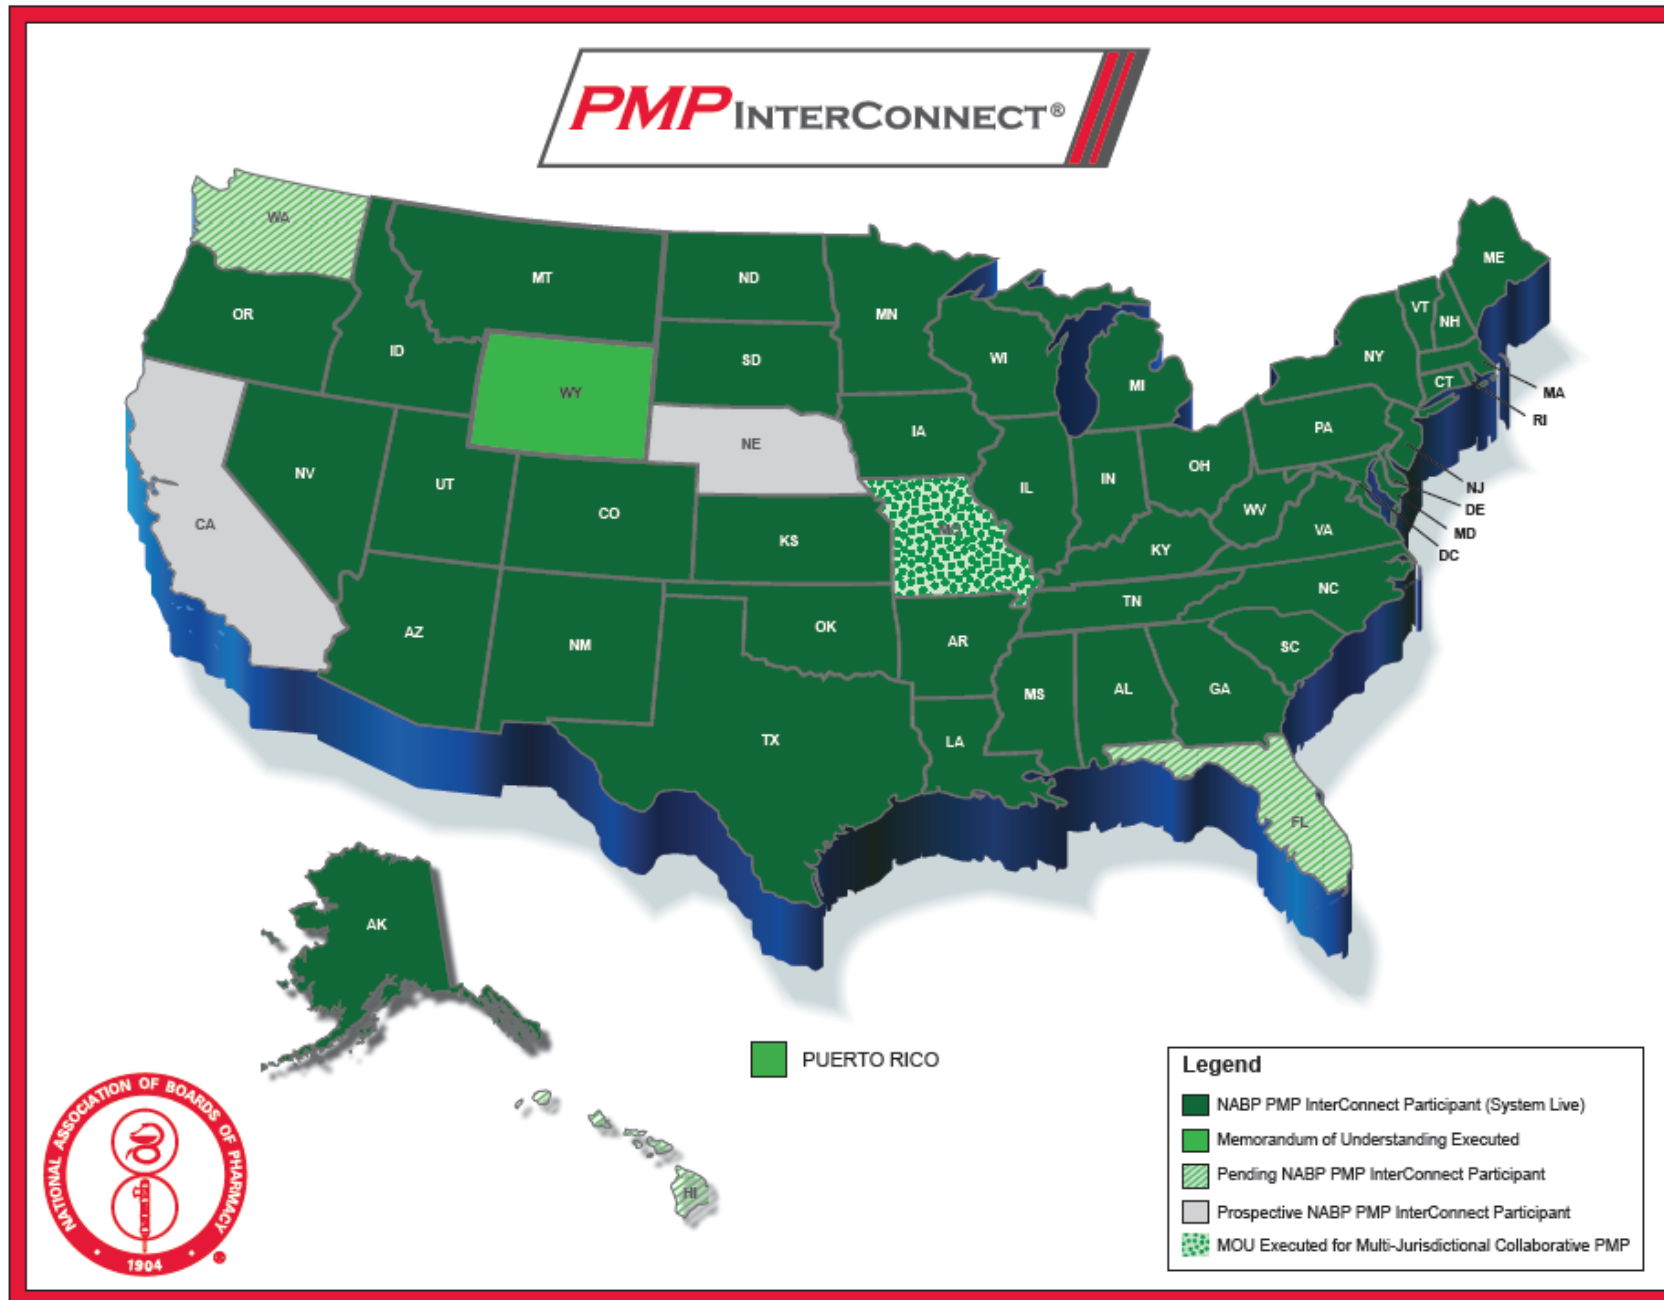 PMP INTERCONNECT®
WA
MT
ND
MN
ME
OR
ID
SD
WI
MI
VT
NH
NY
WY
CT
MA
RI
NE
IA
PA
NV
UT
CO
KS
MO
IL
IN
OH
WV
VA
NJ
DE
MD
DC
CA
KY
AZ
NM
OK
AR
TN
NC
SC
MS
AL
GA
TX
LA
FL
AK
HI
PUERTO RICO
Legend
NABP PMP InterConnect Participant (System Live)
Memorandum of Understanding Executed
Pending NABP PMP InterConnect Participant
Prospective NABP PMP InterConnect Participant
MOU Executed for Multi-Jurisdictional Collaborative PMP
NATIONAL ASSOCIATION OF BOARDS OF PHARMACY
1904
®